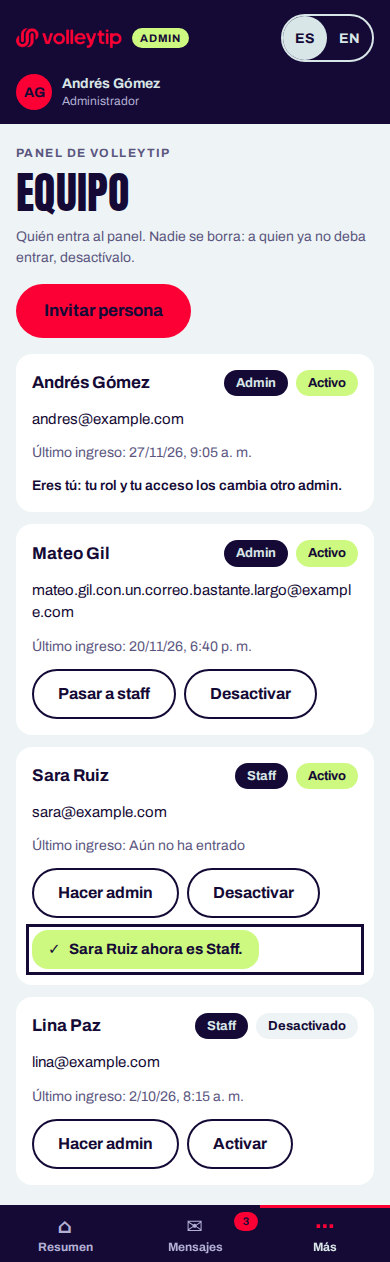 volleytip ADMIN ES EN
AG Andrés Gómez
Administrador
PANEL DE VOLLEYTIP
EQUIPO
Quién entra al panel. Nadie se borra: a quien ya no deba
entrar, desactívalo.
Invitar persona
Andrés Gómez Admin Activo
andres@example.com
Último ingreso: 27/11/26, 9:05 a. m.
Eres tú: tu rol y tu acceso los cambia otro admin.
Mateo Gil Admin Activo
mateo.gil.con.un.correo.bastante.largo@exampl
e.com
Último ingreso: 20/11/26, 6:40 p. m.
Pasar a staff Desactivar
Sara Ruiz Staff Activo
sara@example.com
Último ingreso: Aún no ha entrado
Hacer admin Desactivar
✓ Sara Ruiz ahora es Staff.
Lina Paz Staff Desactivado
lina@example.com
Último ingreso: 2/10/26, 8:15 a. m.
Hacer admin Activar
3
Resumen Mensajes Más